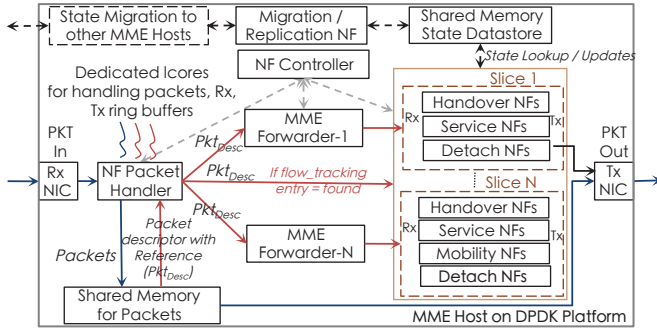 State Migration to
other MME Hosts
Migration /
Replication NF
Shared Memory
State Datastore
State Lookup / Updates
NF Controller
Dedicated lcores
for handling packets, Rx,
Tx ring buffers
Slice 1
Handover NFs
Rx
Service NFs
Tx
Detach NFs
MME
Forwarder-1
PKT
In
Rx
NIC
NF Packet
Handler
PktDesc
PktDesc
PktDesc
If flow_tracking
entry = found
PKT
Out
Tx
NIC
Slice N
Handover NFs
Rx
Service NFs
Tx
Mobility NFs
Detach NFs
MME
Forwarder-N
Packets
Packet
descriptor with
Reference
(PktDesc)
Shared Memory
for Packets
MME Host on DPDK Platform